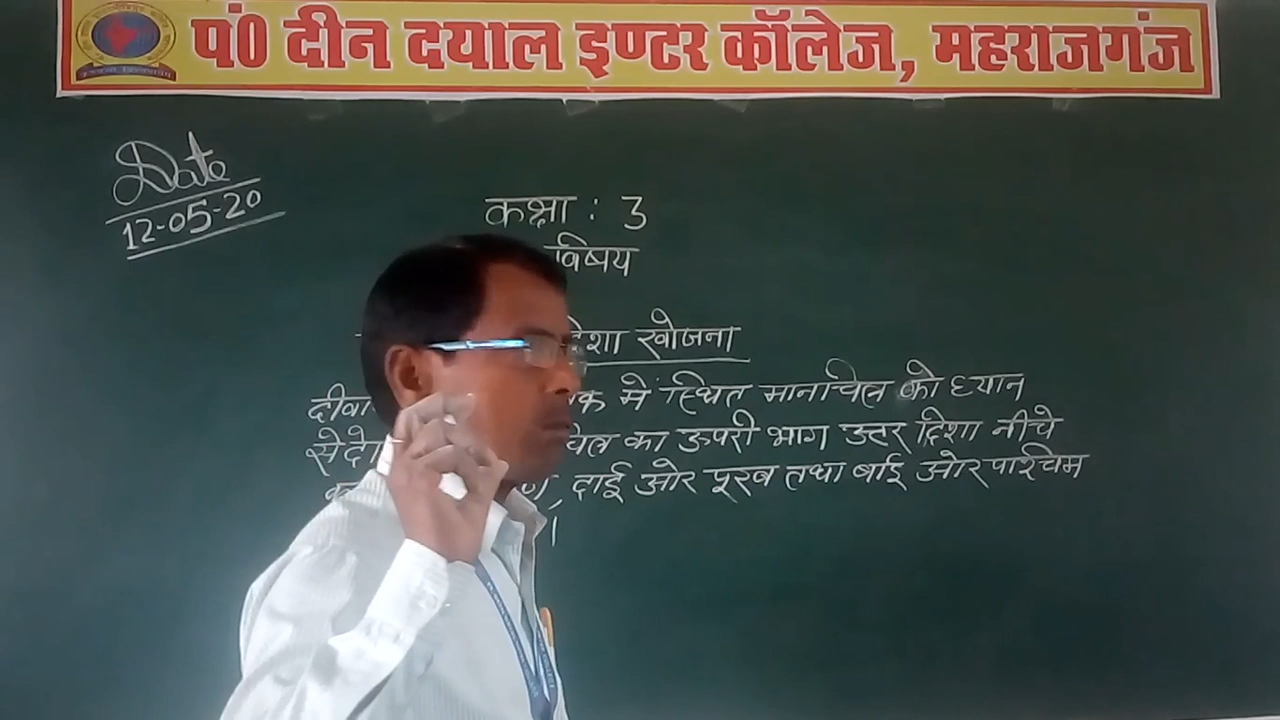 पं0 दीन दयाल इण्टर कॉलेज, महराजगंज
Date
12-05-20
कक्षा : 3
विषय
दिशा खोजना
में स्थित मानचित्र को ध्यान
से का ऊपरी भाग उत्तर दिशा नीचे
दाई ओर पूरब तथा बाई ओर पश्चिम